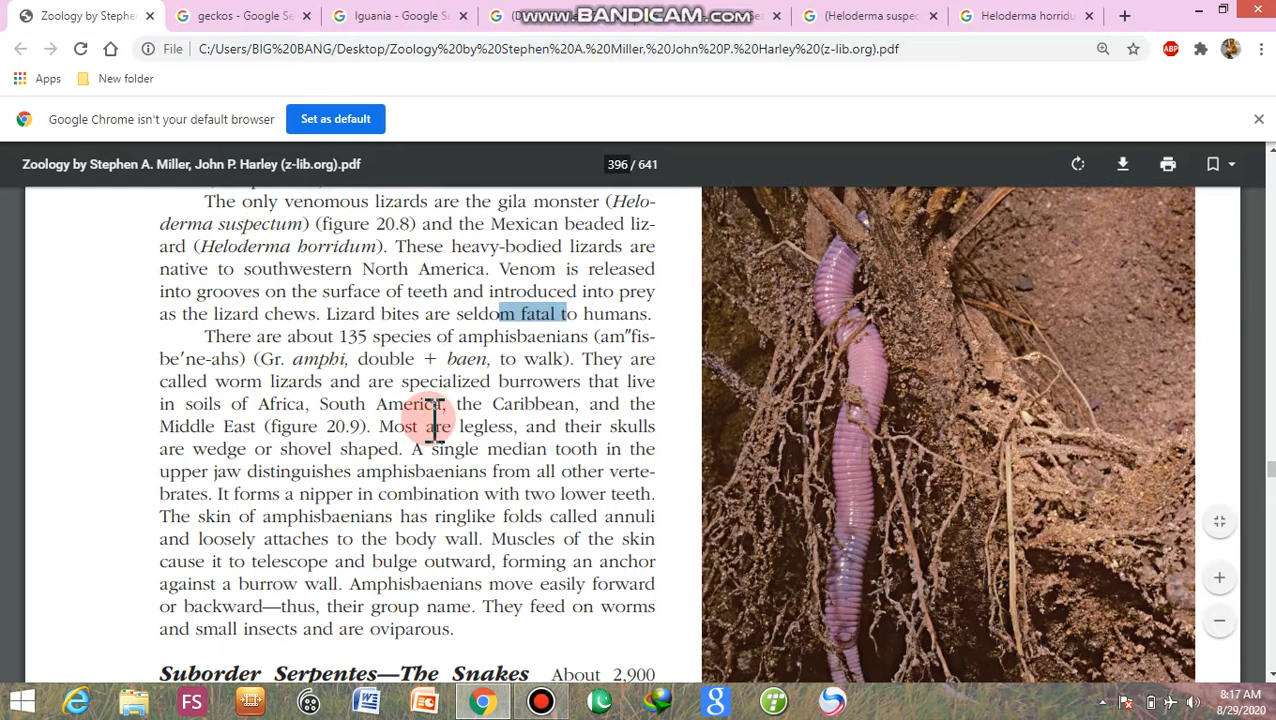 Zoology by Stephen
geckos - Google Se
Iguania - Google S
(D
www.BANDICAM.com
(Heloderma suspec
Heloderma horridu
File
C:/Users/BIG%20BANG/Desktop/Zoology%20by%20Stephen%20A.%20Miller,%20John%20P.%20Harley%20(z-lib.org).pdf
ABP
Apps
New folder
Google Chrome isn't your default browser
Set as default
Zoology by Stephen A. Miller, John P. Harley (z-lib.org).pdf
396 / 641
The only venomous lizards are the gila monster (Helo-
derma suspectum) (figure 20.8) and the Mexican beaded liz-
ard (Heloderma horridum). These heavy-bodied lizards are
native to southwestern North America. Venom is released
into grooves on the surface of teeth and introduced into prey
as the lizard chews. Lizard bites are seldom fatal to humans.
There are about 135 species of amphisbaenians (am″fis-
be′ne-ahs) (Gr. amphi, double + baen, to walk). They are
called worm lizards and are specialized burrowers that live
in soils of Africa, South America, the Caribbean, and the
Middle East (figure 20.9). Most are legless, and their skulls
are wedge or shovel shaped. A single median tooth in the
upper jaw distinguishes amphisbaenians from all other verte-
brates. It forms a nipper in combination with two lower teeth.
The skin of amphisbaenians has ringlike folds called annuli
and loosely attaches to the body wall. Muscles of the skin
cause it to telescope and bulge outward, forming an anchor
against a burrow wall. Amphisbaenians move easily forward
or backward—thus, their group name. They feed on worms
and small insects and are oviparous.
Suborder Serpentes—The Snakes About 2,900
FS
8:17 AM
8/29/2020